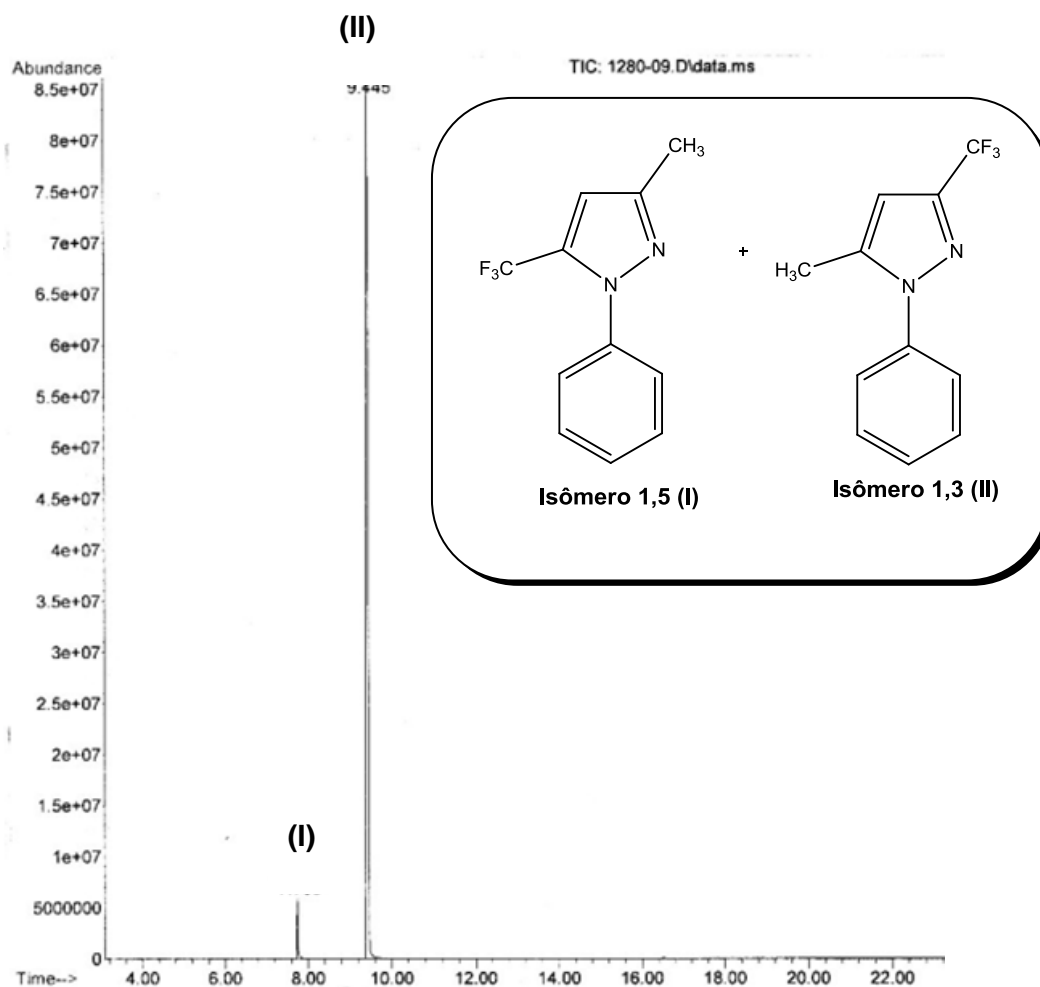 (II)
TIC: 1280-09.D\data.ms
Abundance
9.445
8.5e+07
8e+07
7.5e+07
7e+07
6.5e+07
6e+07
5.5e+07
5e+07
4.5e+07
4e+07
3.5e+07
3e+07
2.5e+07
2e+07
1.5e+07
1e+07
5000000
0
(I)
Time-->
4.00 6.00 8.00 10.00 12.00 14.00 16.00 18.00 20.00 22.00
CH3
F3C
N
N
Isômero 1,5 (I)
+
CF3
H3C
N
N
Isômero 1,3 (II)